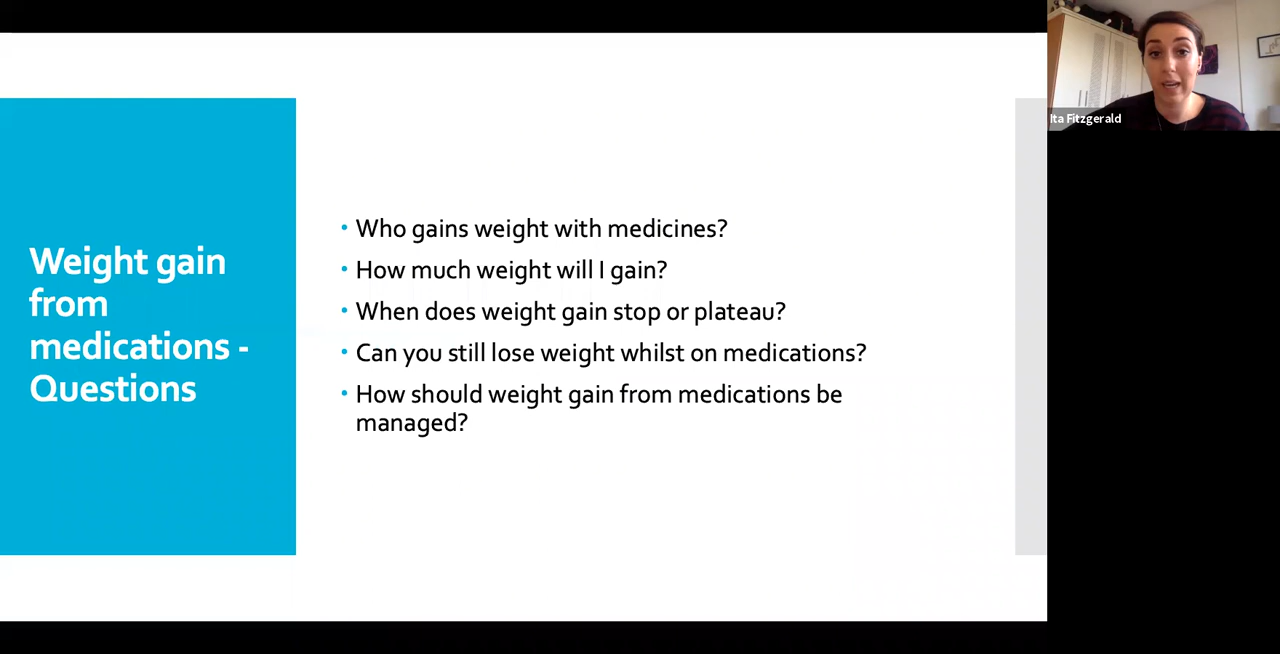 Weight gain
from
medications -
Questions
• Who gains weight with medicines?
• How much weight will I gain?
• When does weight gain stop or plateau?
• Can you still lose weight whilst on medications?
• How should weight gain from medications be
managed?
Ita Fitzgerald